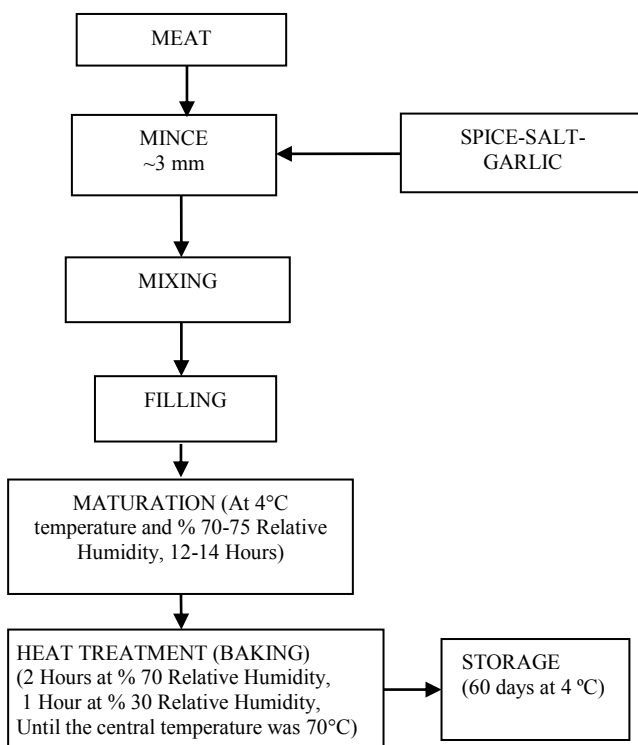 MEAT
MINCE
~3 mm
SPICE-SALT-
GARLIC
MIXING
FILLING
MATURATION (At 4°C
temperature and % 70-75 Relative
Humidity, 12-14 Hours)
HEAT TREATMENT (BAKING)
(2 Hours at % 70 Relative Humidity,
1 Hour at % 30 Relative Humidity,
Until the central temperature was 70°C)
STORAGE
(60 days at 4 ºC)